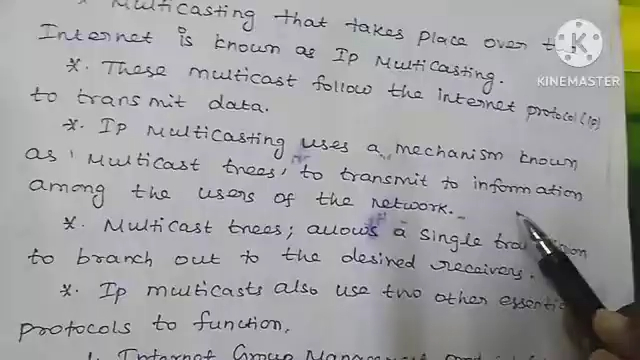 * Multicasting that takes place over the
Internet is known as Ip Multicasting.
*. These multicast follow the internet protocol (IP)
to transmit data.
*. Ip Multicasting uses a mechanism known
as 'Multicast trees,' to transmit to information
among the users of the network.
*. Multicast trees; allows a single
to branch out to the desired receivers.
*. Ip multicasts also use two other
protocols to function,
1. Internet Group
KINEMASTER